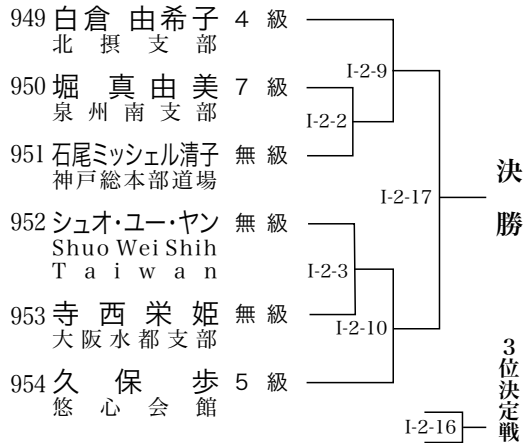 949 白倉 由希子 4 級
北摂支部
I-2-9
950 堀 真由美 7 級
泉州南支部
I-2-2
951 石尾ミッシェル清子 無 級
神戸総本部道場
I-2-17
決勝
952 シュオ・ユー・ヤン 無 級
Shuo Wei Shih
Taiwan
I-2-3
953 寺西栄姫 無 級
大阪水都支部
I-2-10
954 久保 歩 5 級
悠心会館
3位決定戦
I-2-16